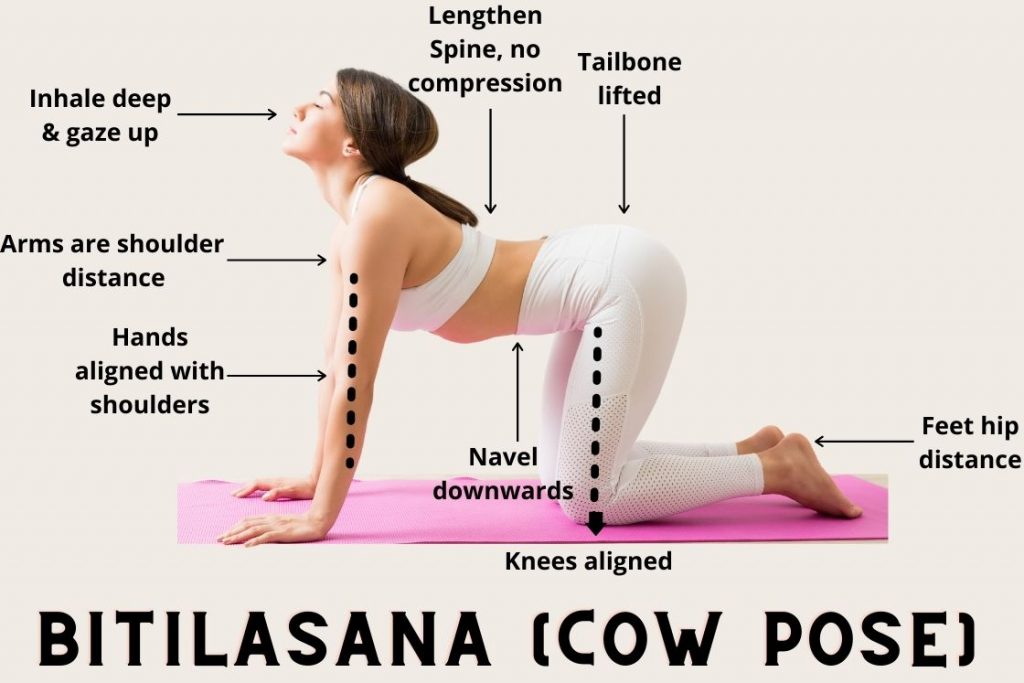 Lengthen
Spine, no
compression
Tailbone
lifted
Inhale deep
& gaze up
Arms are shoulder
distance
Hands
aligned with
shoulders
Navel
downwards
Feet hip
distance
Knees aligned
BITILASANA (COW POSE)